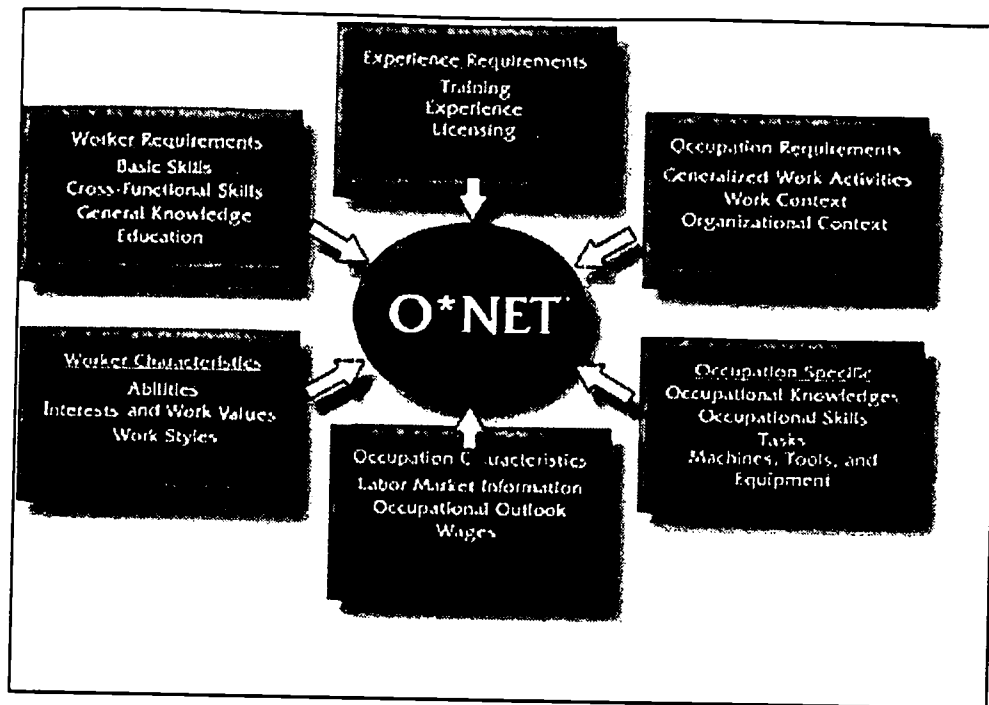 Experience Requirements
Training
Experience
Licensing
Worker Requirements
Basic Skills
Cross-Functional Skills
General Knowledge
Education
Occupation Requirements
Generalized Work Activities
Work Context
Organizational Context
O*NET
Worker Characteristics
Abilities
Interests and Work Values
Work Styles
Occupation Characteristics
Labor Market Information
Occupational Outlook
Wages
Occupation Specific
Occupational Knowledges
Occupational Skills
Tasks
Machines, Tools, and
Equipment